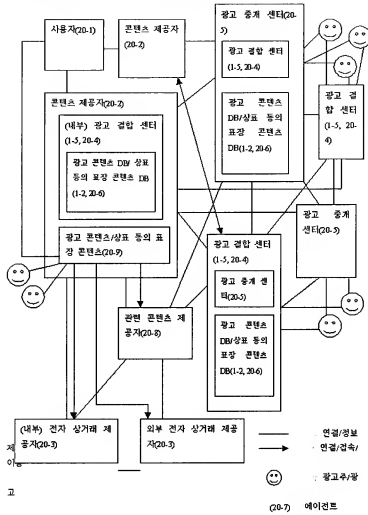 사용자(20-1)
콘텐츠 제공자
(20-2)
광고 중개 센터(20-
5)
광고 결합 센터
(1-5, 20-4)
광고 콘텐츠
DB/상표 등의
표장 콘텐츠
DB(1-2, 20-6)
광고 결
합 센터
(1-5, 20-
4)
콘텐츠 제공자(20-2)
(내부) 광고 결합 센터
(1-5, 20-4)
광고 콘텐츠 DB/ 상표
등의 표장 콘텐츠 DB
(1-2, 20-6)
광고 콘텐츠/상표 등의 표
장 콘텐츠(20-9)
광고 중개
센터(20-5)
광고 결합 센터
(1-5, 20-4)
광고 중개 센
터(20-5)
광고 콘텐츠
DB/상표 등의
표장 콘텐츠
DB(1-2, 20-6)
관련 콘텐츠 제
공자(20-8)
(내부) 전자 상거래 제
공자(20-3)
외부 전자 상거래 제공
자(20-3)
연결/정보
제
연결/접속/
이용
광고주/광
고
(20-7) 에이전트